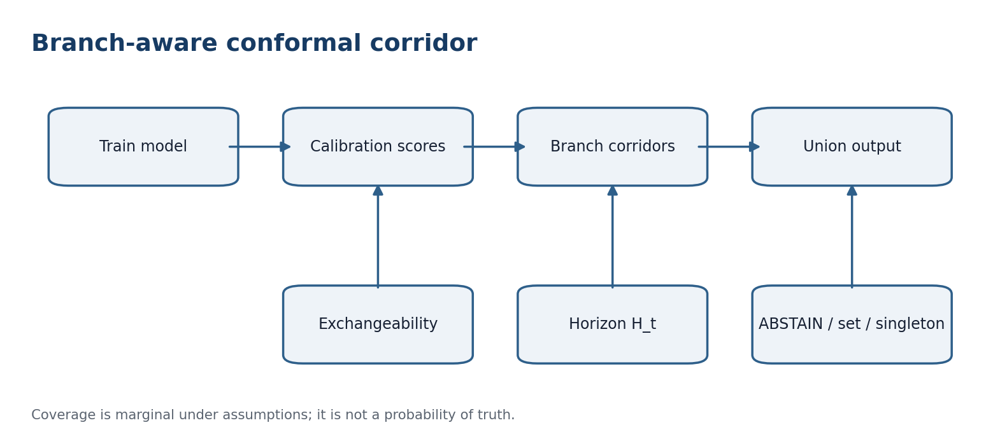 Branch-aware conformal corridor
Train model
Calibration scores
Branch corridors
Union output
Exchangeability
Horizon H_t
ABSTAIN / set / singleton
Coverage is marginal under assumptions; it is not a probability of truth.